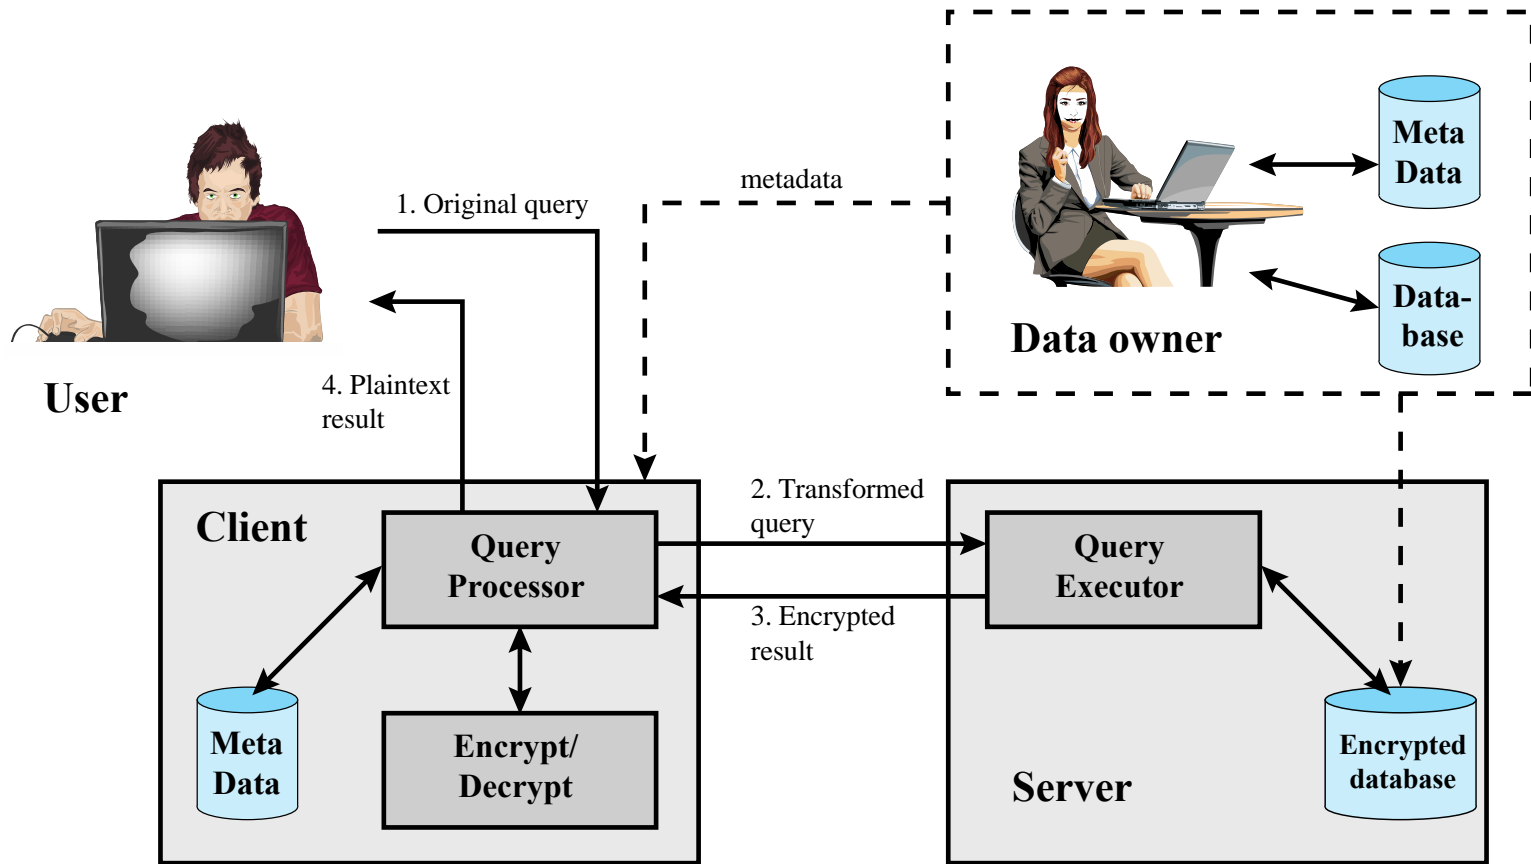 Meta
Data
metadata
1. Original query
Data-
base
Data owner
4. Plaintext
result
User
2. Transformed
query
Client
Query
Processor
Query
Executor
3. Encrypted
result
Meta
Data
Encrypt/
Decrypt
Encrypted
database
Server